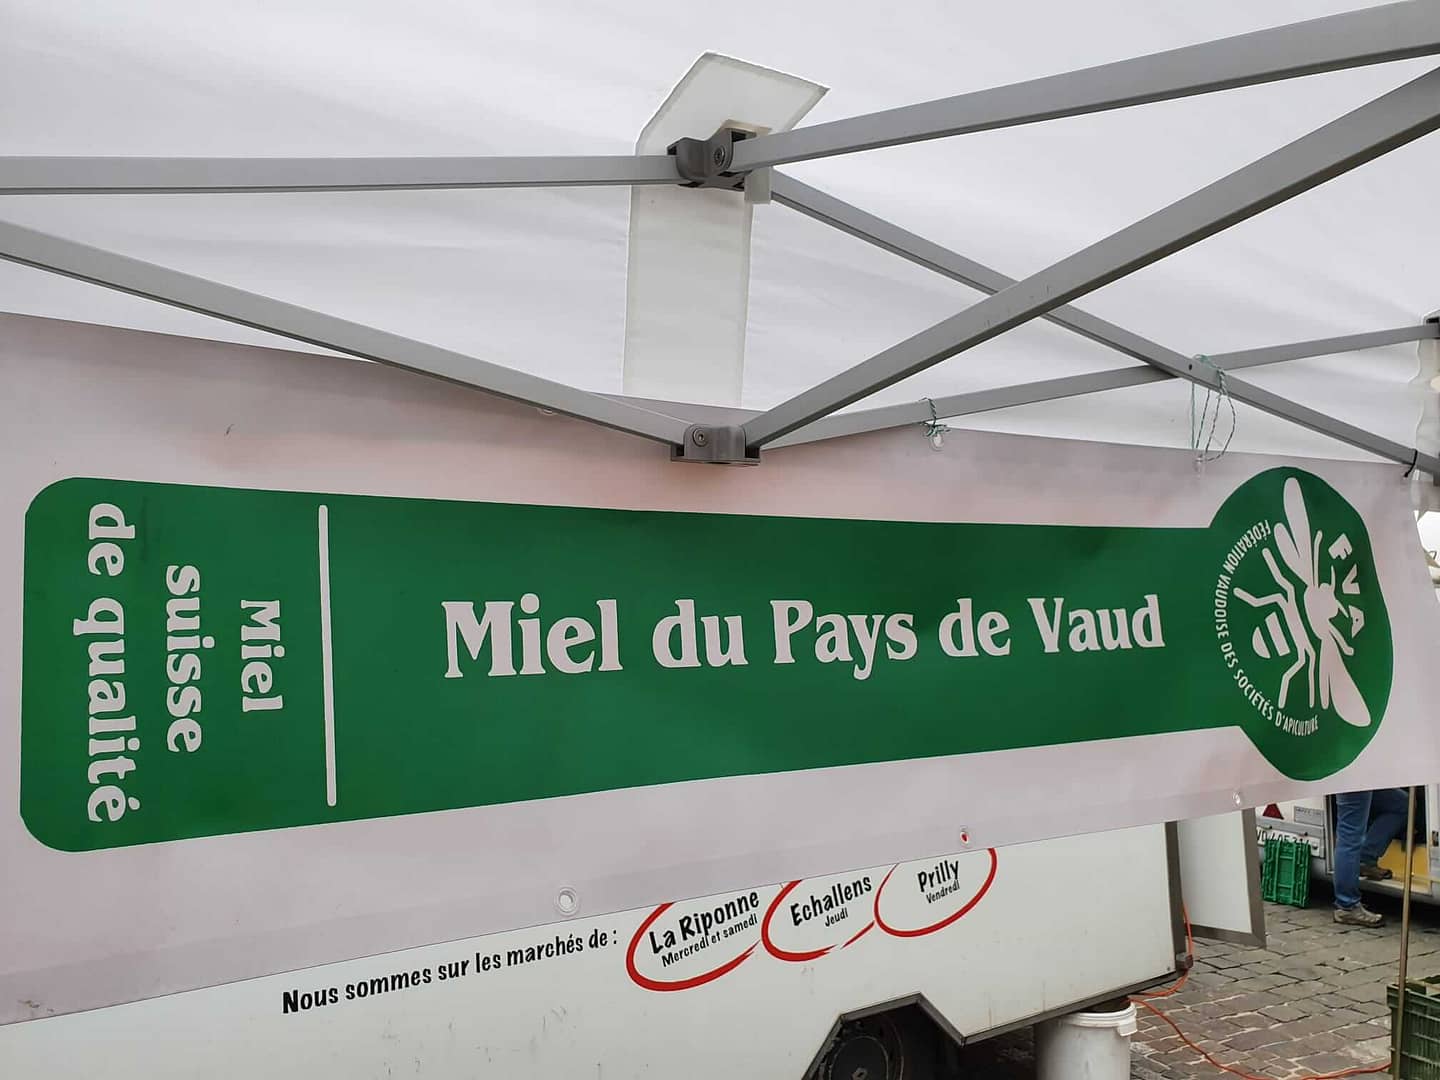 Miel
suisse
de qualité
Miel du Pays de Vaud
FVA
FÉDÉRATION VAUDOISE DES SOCIÉTÉS D'APICULTURE
Nous sommes sur les marchés de :
La Riponne
Mercredi et samedi
Echallens
Jeudi
Prilly
Vendredi